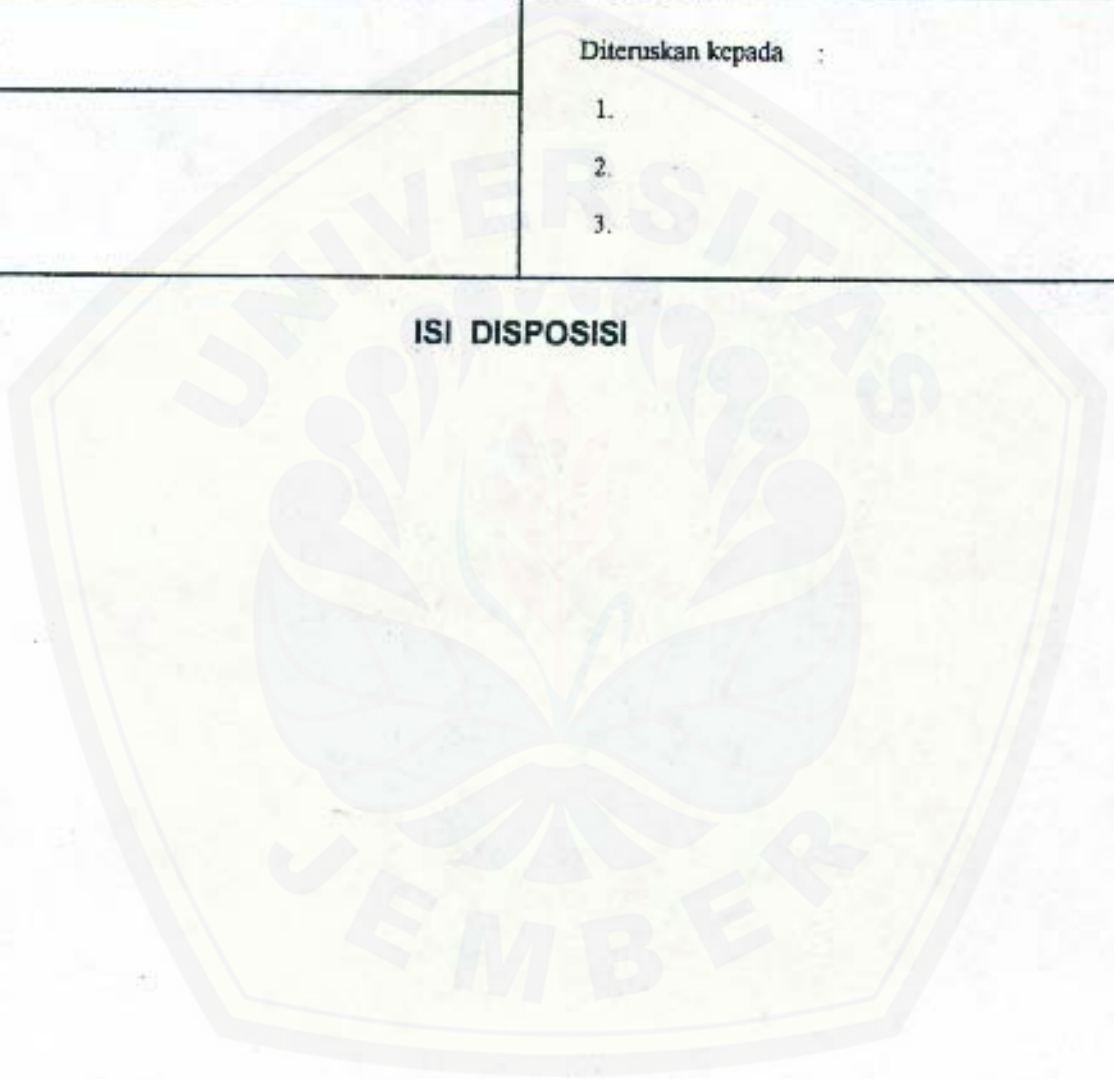 Diteruskan kepada :
1.
2.
3.
ISI DISPOSISI
UNIVERSITAS
JEMBER